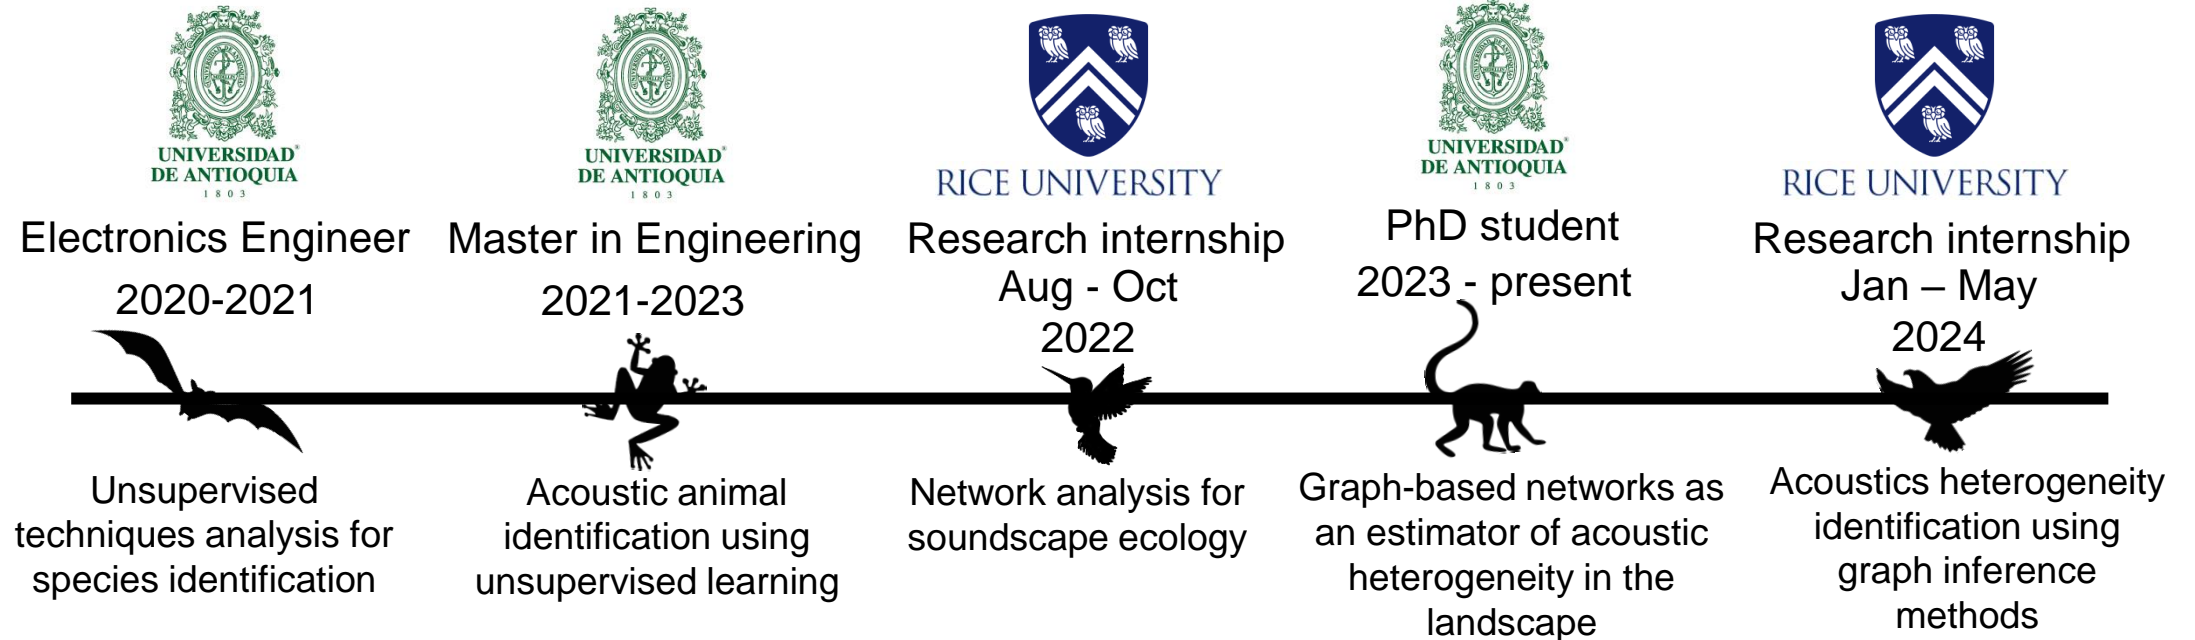 UNIVERSIDAD®
DE ANTIOQUIA
1803
Electronics Engineer
2020-2021
Unsupervised
techniques analysis for
species identification
UNIVERSIDAD®
DE ANTIOQUIA
1803
Master in Engineering
2021-2023
Acoustic animal
identification using
unsupervised learning
RICE UNIVERSITY
Research internship
Aug - Oct
2022
Network analysis for
soundscape ecology
UNIVERSIDAD®
DE ANTIOQUIA
1803
PhD student
2023 - present
Graph-based networks as
an estimator of acoustic
heterogeneity in the
landscape
RICE UNIVERSITY
Research internship
Jan – May
2024
Acoustics heterogeneity
identification using
graph inference
methods